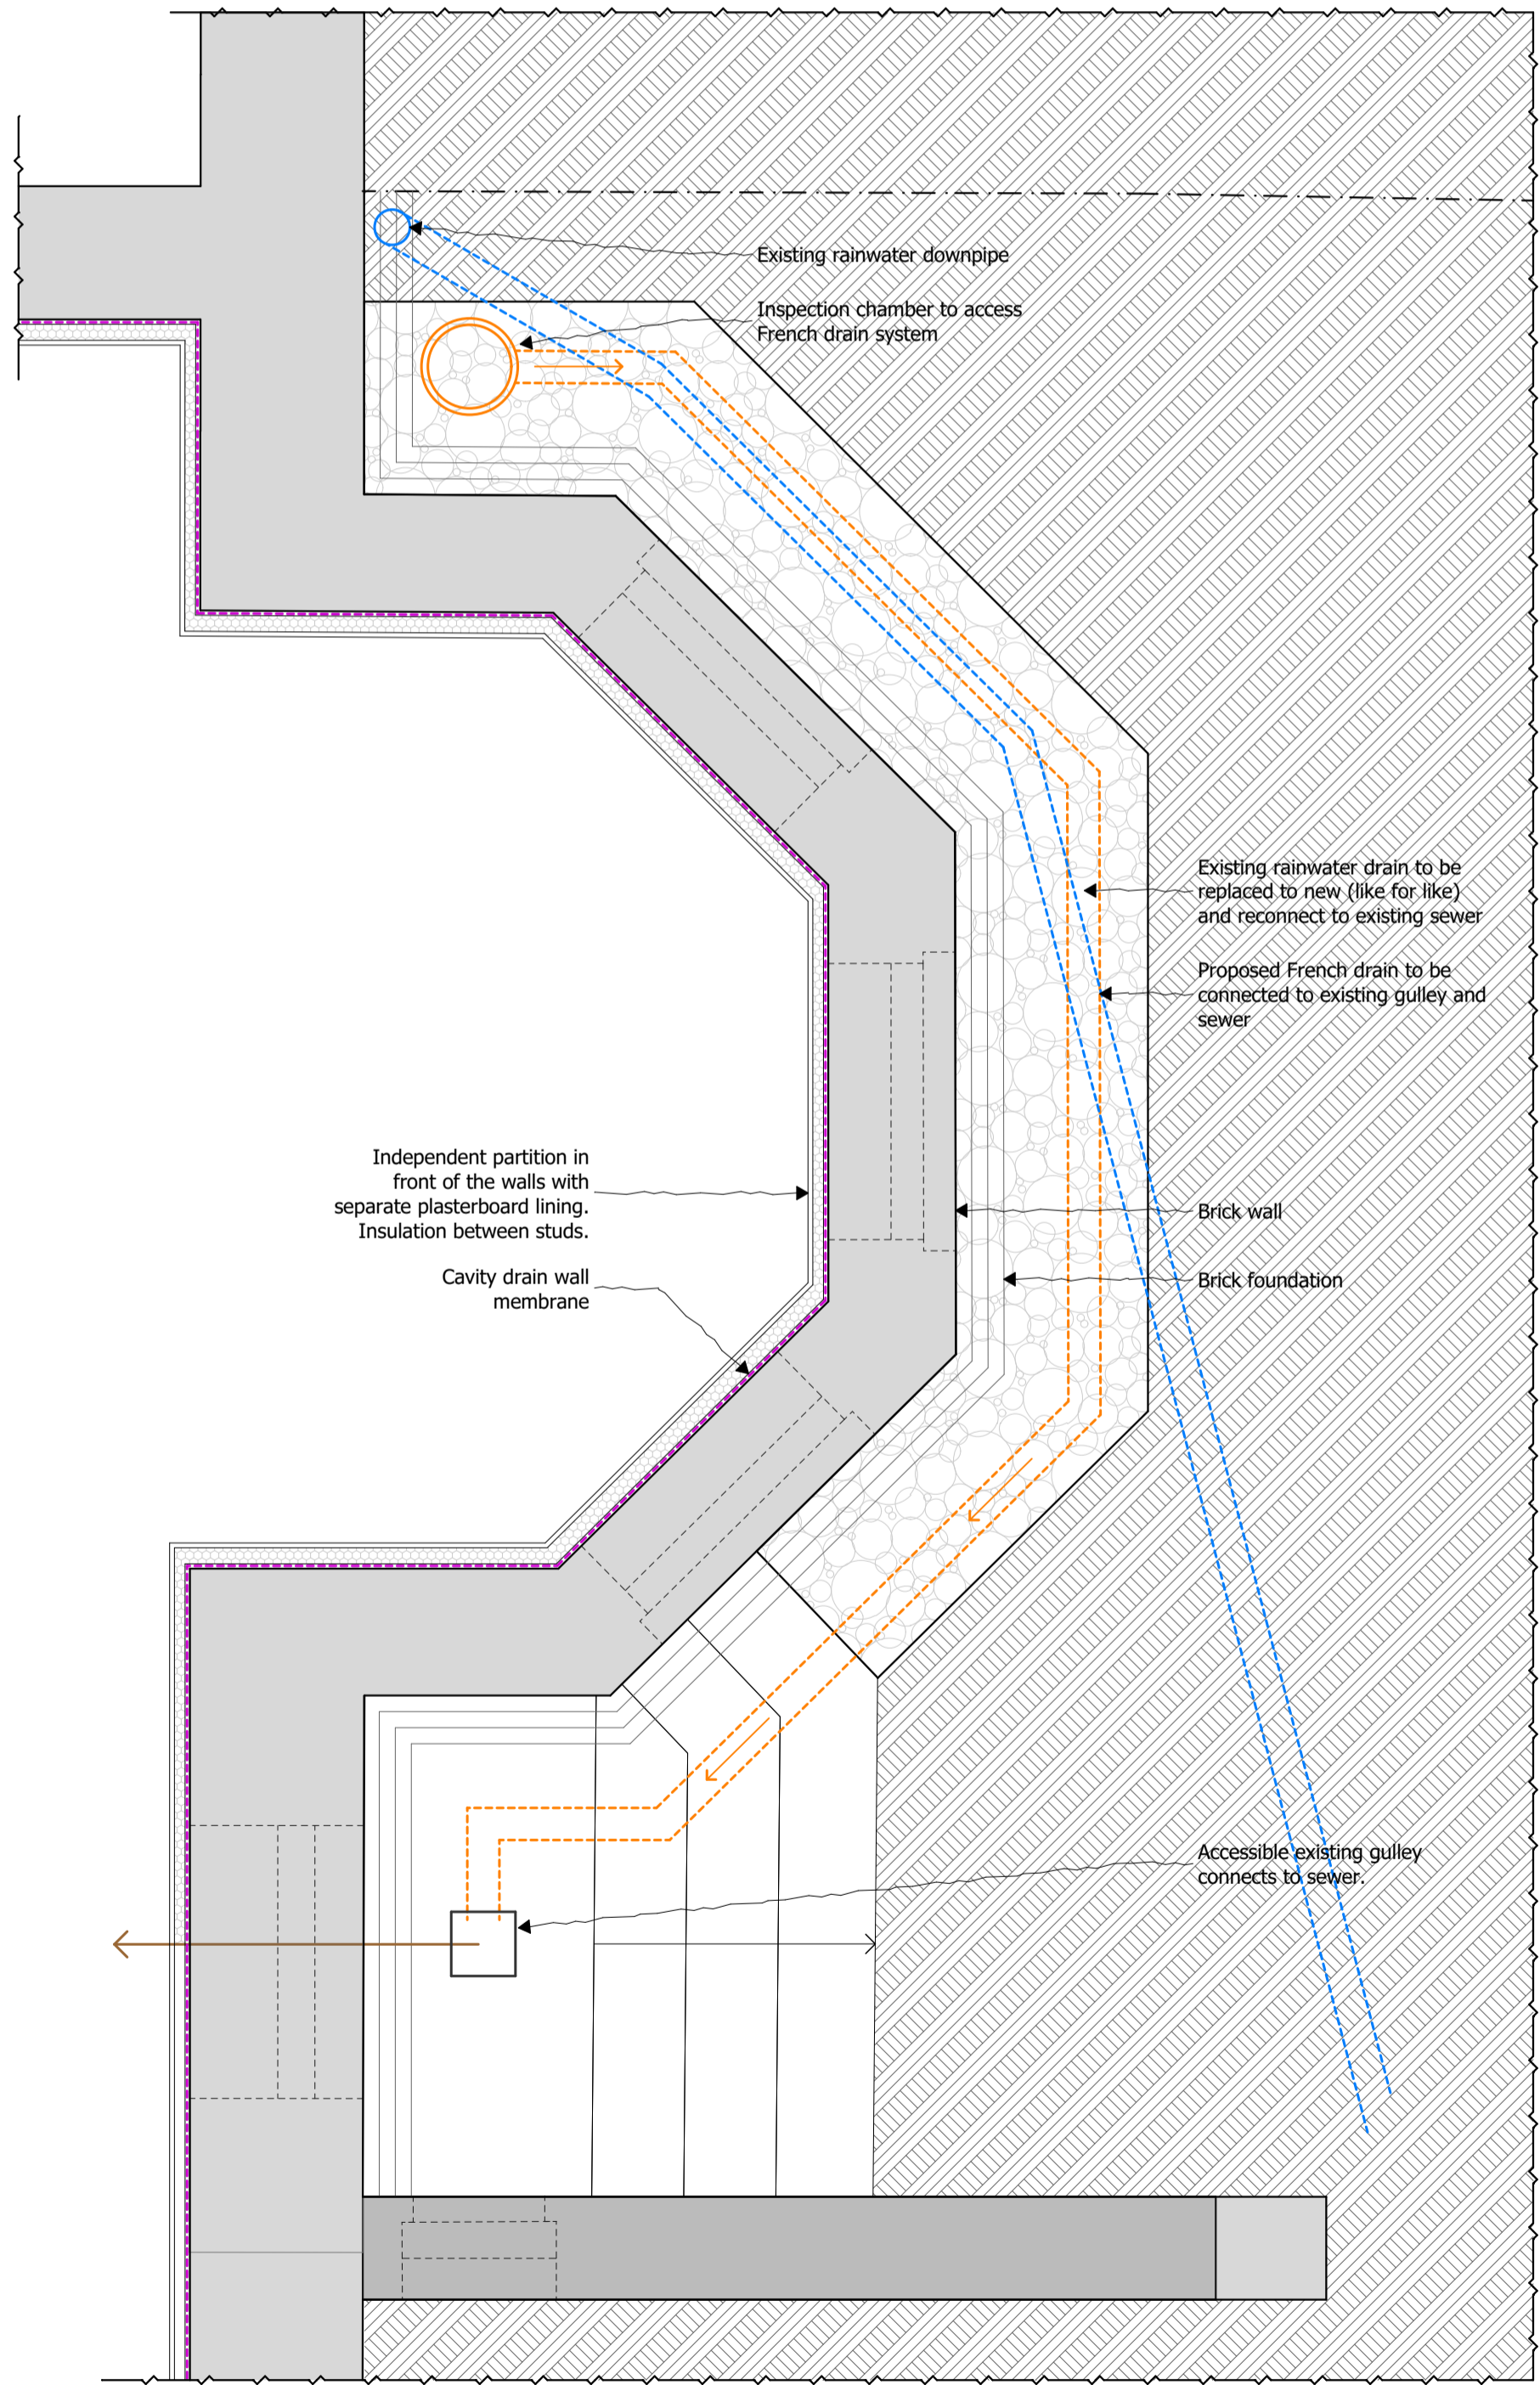 Existing rainwater downpipe
Inspection chamber to access
French drain system
Existing rainwater drain to be
replaced to new (like for like)
and reconnect to existing sewer
Proposed French drain to be
connected to existing gulley and
sewer
Independent partition in
front of the walls with
separate plasterboard lining.
Insulation between studs.
Brick wall
Cavity drain wall
membrane
Brick foundation
Accessible existing gulley
connects to sewer.